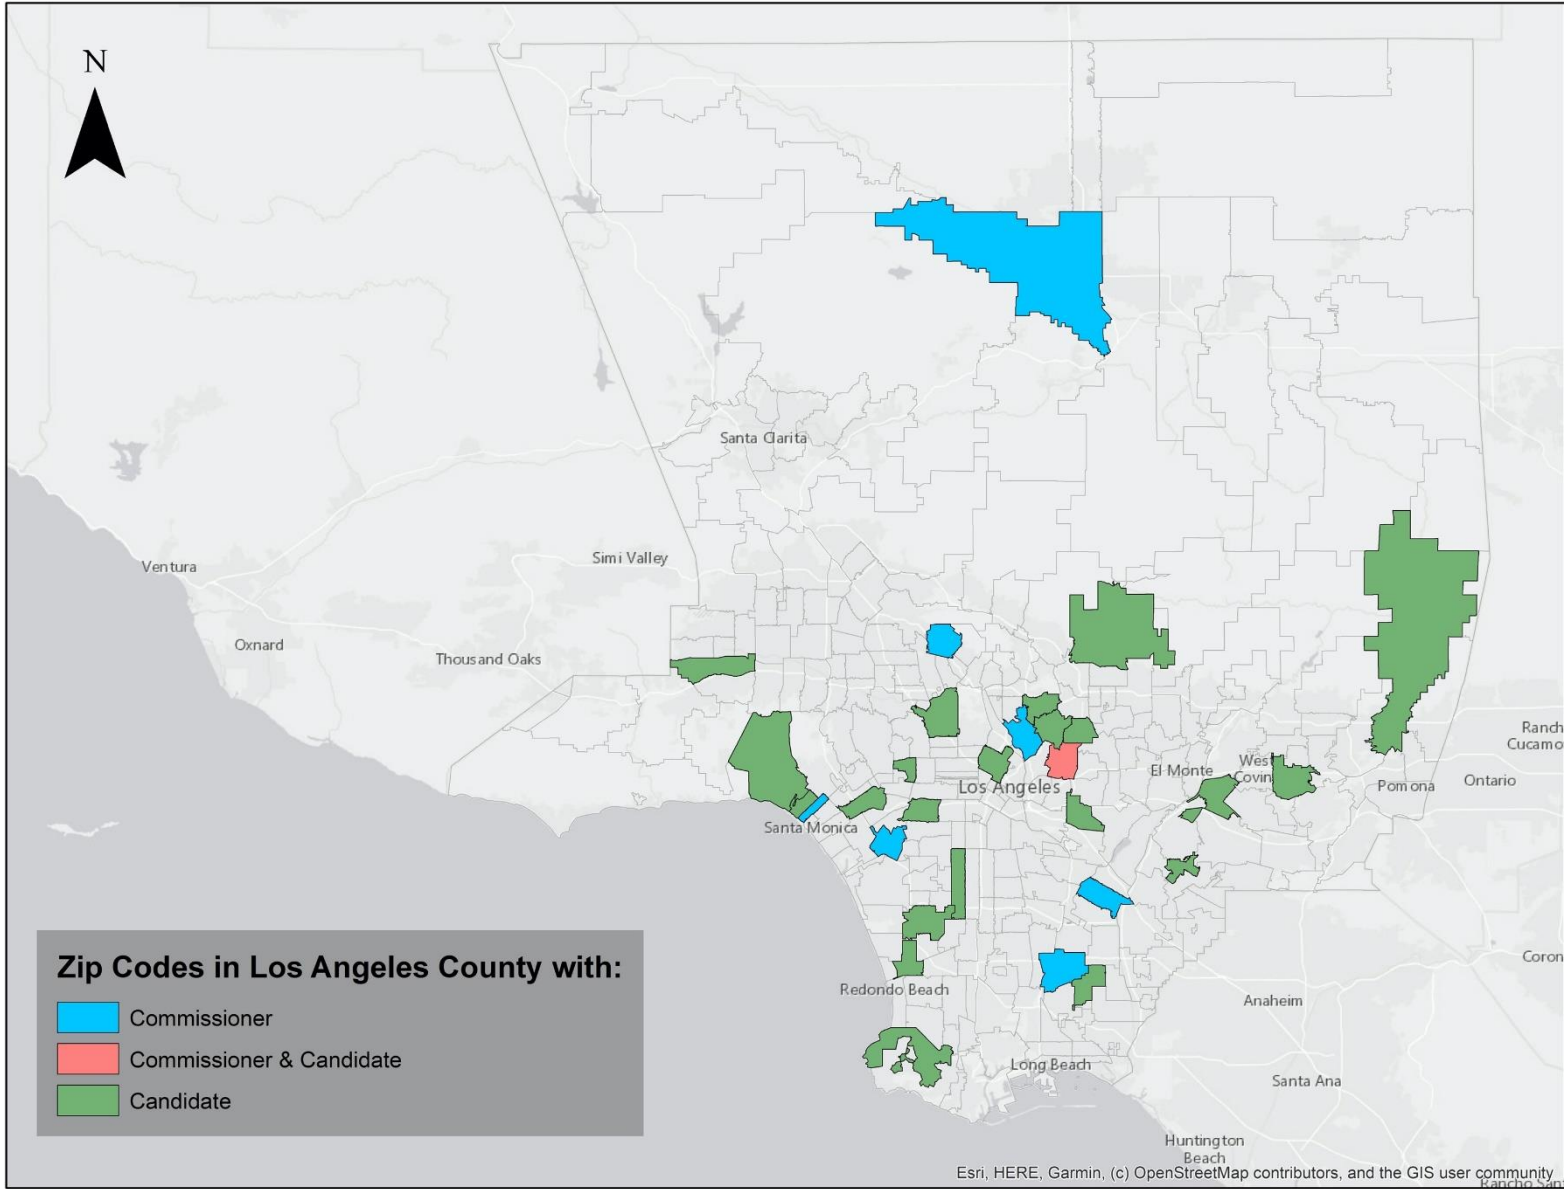 N
Santa Clarita
Ventura
Simi Valley
Oxnard
Thousand Oaks
Ranch
Cucamo
El Monte
West
Covin
Pomona
Ontario
Los Angeles
Santa Monica
Zip Codes in Los Angeles County with:
Commissioner
Commissioner & Candidate
Candidate
Redondo Beach
Coron
Anaheim
Long Beach
Santa Ana
Huntington
Beach
Esri, HERE, Garmin, (c) OpenStreetMap contributors, and the GIS user community
Rancho San